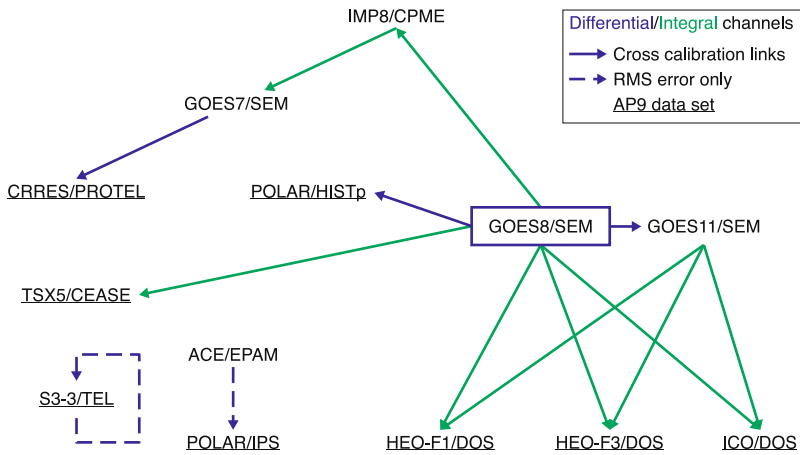 IMP8/CPME
Differential/Integral channels
Cross calibration links
RMS error only
AP9 data set
GOES7/SEM
CRRES/PROTEL
POLAR/HISTp
GOES8/SEM
GOES11/SEM
TSX5/CEASE
ACE/EPAM
S3-3/TEL
POLAR/IPS
HEO-F1/DOS
HEO-F3/DOS
ICO/DOS